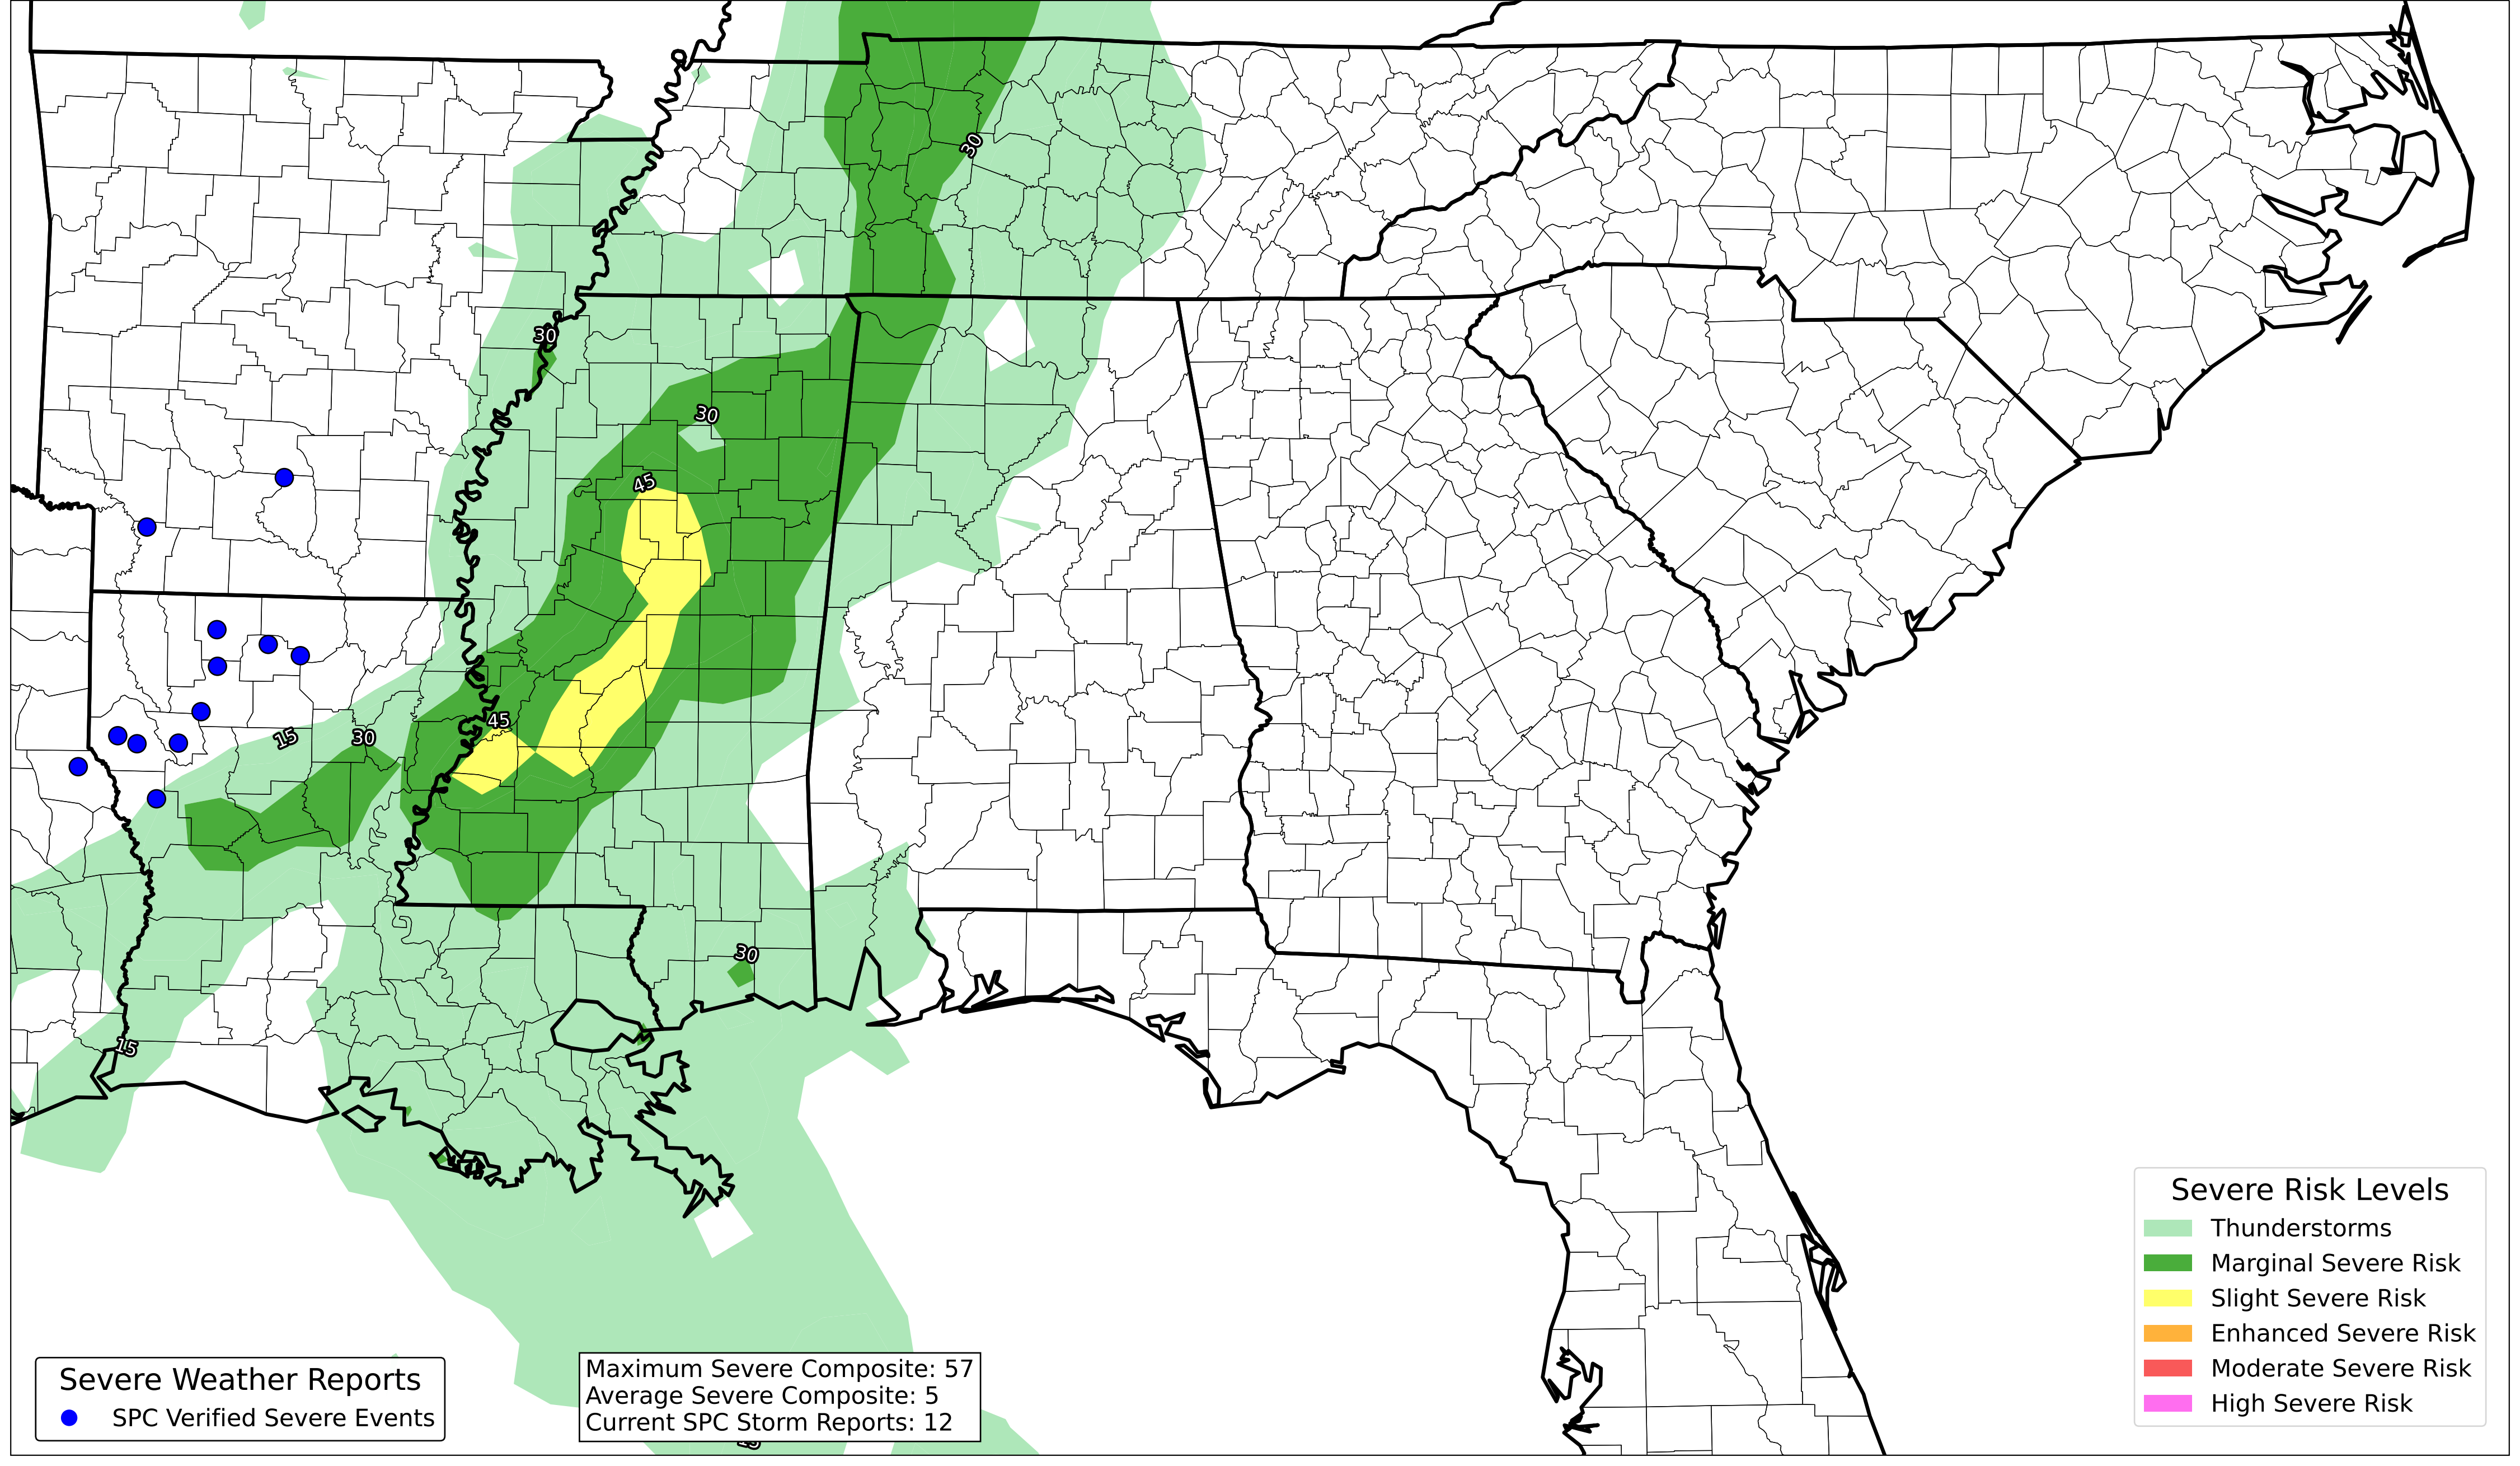 30
30
30
45
45
15
30
30
15
Severe Risk Levels
Thunderstorms
Marginal Severe Risk
Slight Severe Risk
Enhanced Severe Risk
Moderate Severe Risk
High Severe Risk
Severe Weather Reports
SPC Verified Severe Events
Maximum Severe Composite: 57
Average Severe Composite: 5
Current SPC Storm Reports: 12